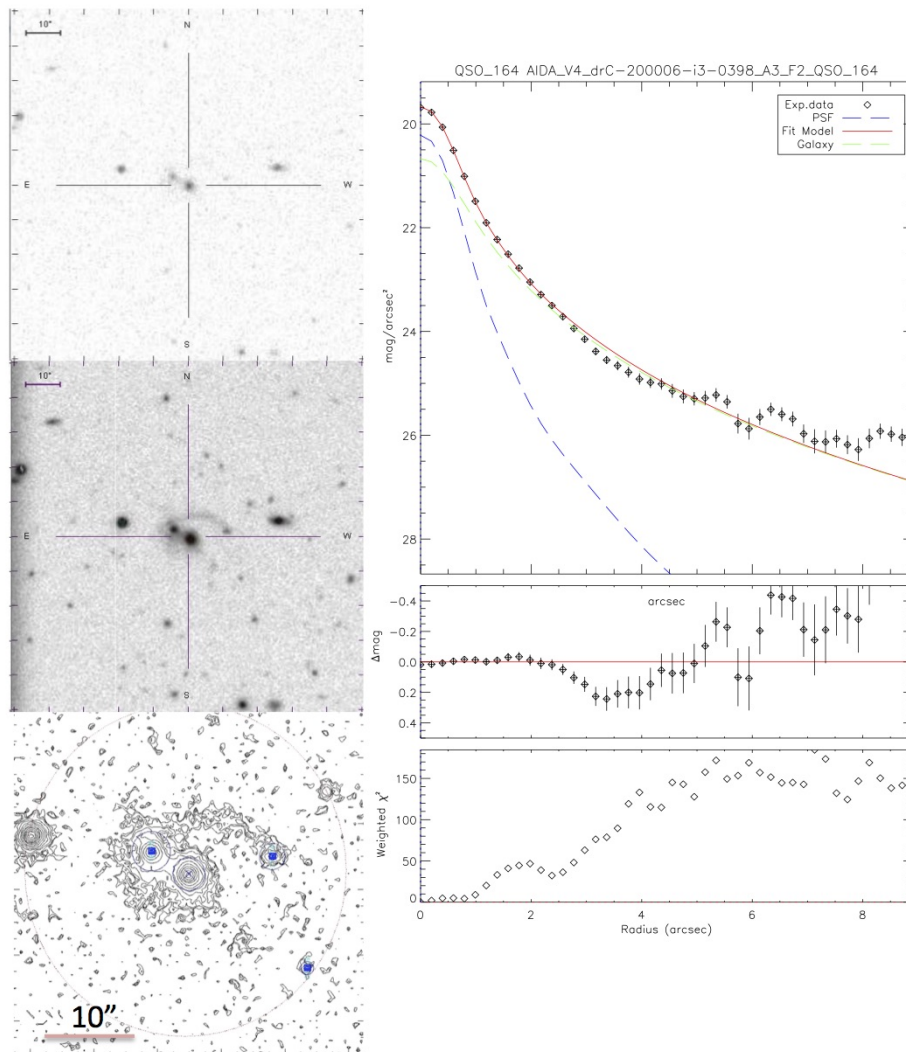 10"
N
E
W
S
10"
N
E
W
S
10”
QSO_164 AIDA_V4_drC-200006-i3-0398_A3_F2_QSO_164
Exp.data
PSF
Fit Model
Galaxy
mag/arcsec²
20
22
24
26
28
arcsec
Δmag
-0.4
-0.2
0.0
0.2
0.4
Weighted χ²
150
100
50
0
0
2
4
6
8
Radius (arcsec)